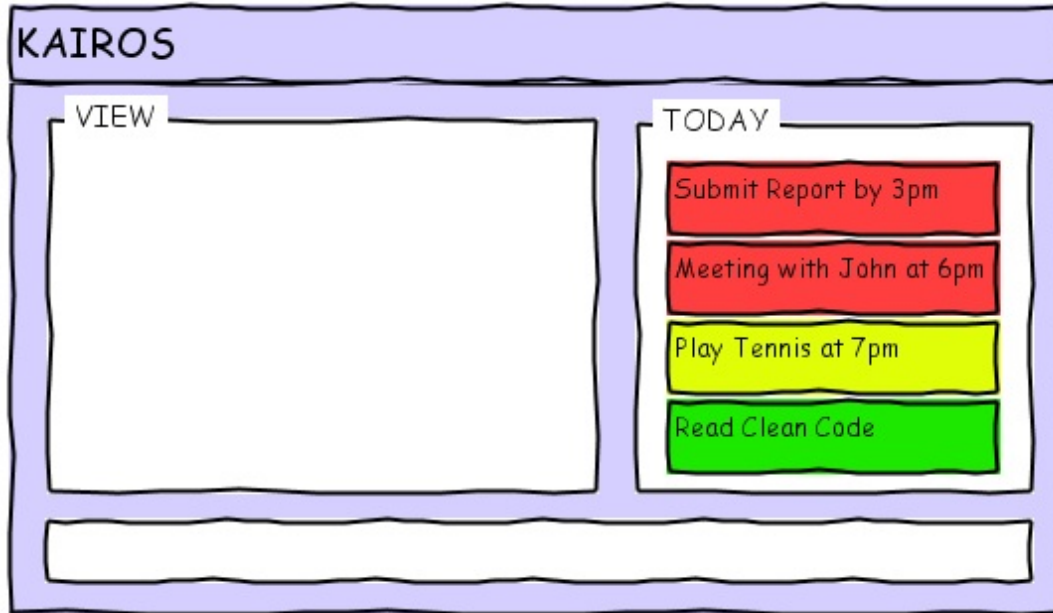 KAIROS
VIEW
TODAY
Submit Report by 3pm
Meeting with John at 6pm
Play Tennis at 7pm
Read Clean Code